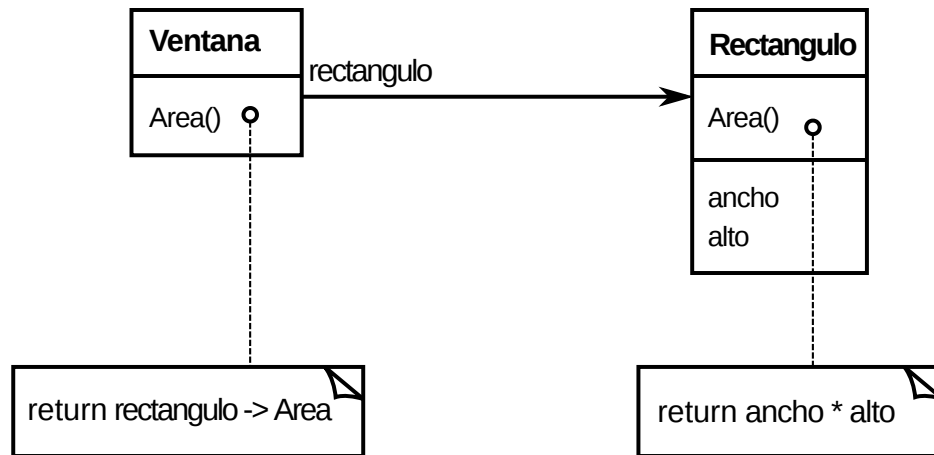 Ventana
Area()
rectangulo
Rectangulo
Area()
ancho
alto
return rectangulo -> Area
return ancho * alto